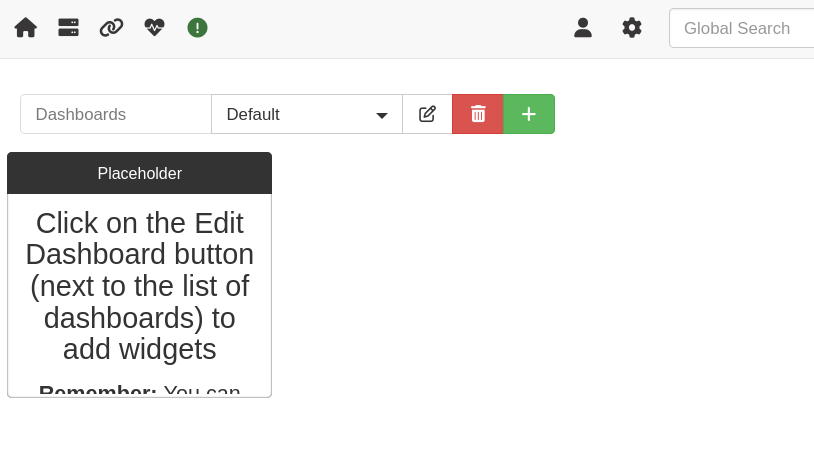 Global Search
Dashboards
Default
Placeholder
Click on the Edit
Dashboard button
(next to the list of
dashboards) to
add widgets
Remember: You can